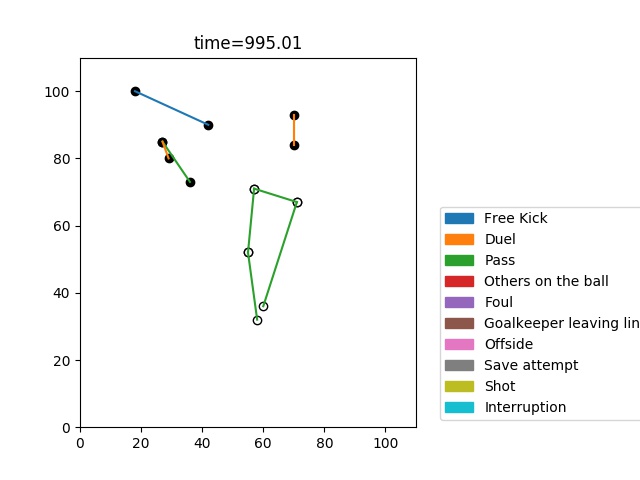 time=995.01
100
80
60
40
20
0
0 20 40 60 80 100
Free Kick
Duel
Pass
Others on the ball
Foul
Goalkeeper leaving lin
Offside
Save attempt
Shot
Interruption